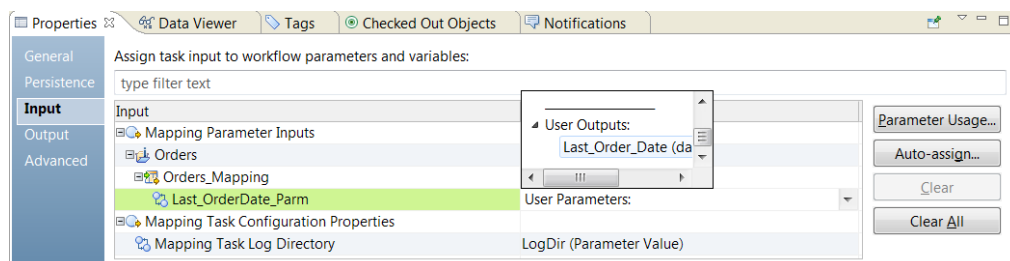 Properties Data Viewer Tags Checked Out Objects Notifications
General
Persistence
Input
Output
Advanced
Assign task input to workflow parameters and variables:
type filter text
Input
Mapping Parameter Inputs
Orders
Orders_Mapping
Last_OrderDate_Parm User Parameters:
Mapping Task Configuration Properties
Mapping Task Log Directory LogDir (Parameter Value)
User Outputs:
Last_Order_Date (da
Parameter Usage...
Auto-assign...
Clear
Clear All